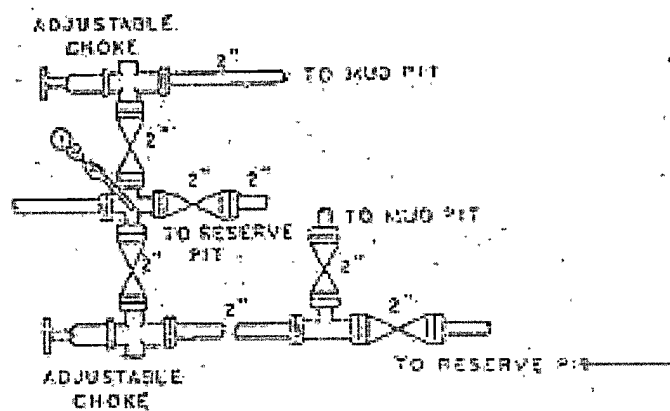 ADJUSTABLE
CHOKE
2"
TO MUD PIT
2"
1
2"
2"
TO RESERVE
PIT
TO MUD PIT
2"
2"
2"
2"
TO RESERVE PIT
ADJUSTABLE
CHOKE